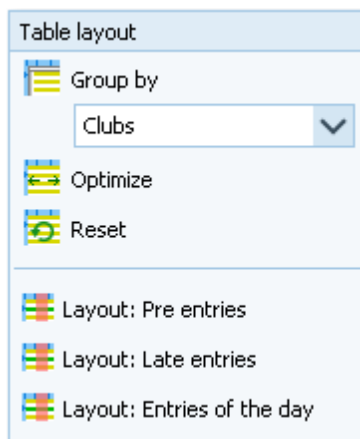 Table layout
Group by
Clubs
Optimize
Reset
Layout: Pre entries
Layout: Late entries
Layout: Entries of the day